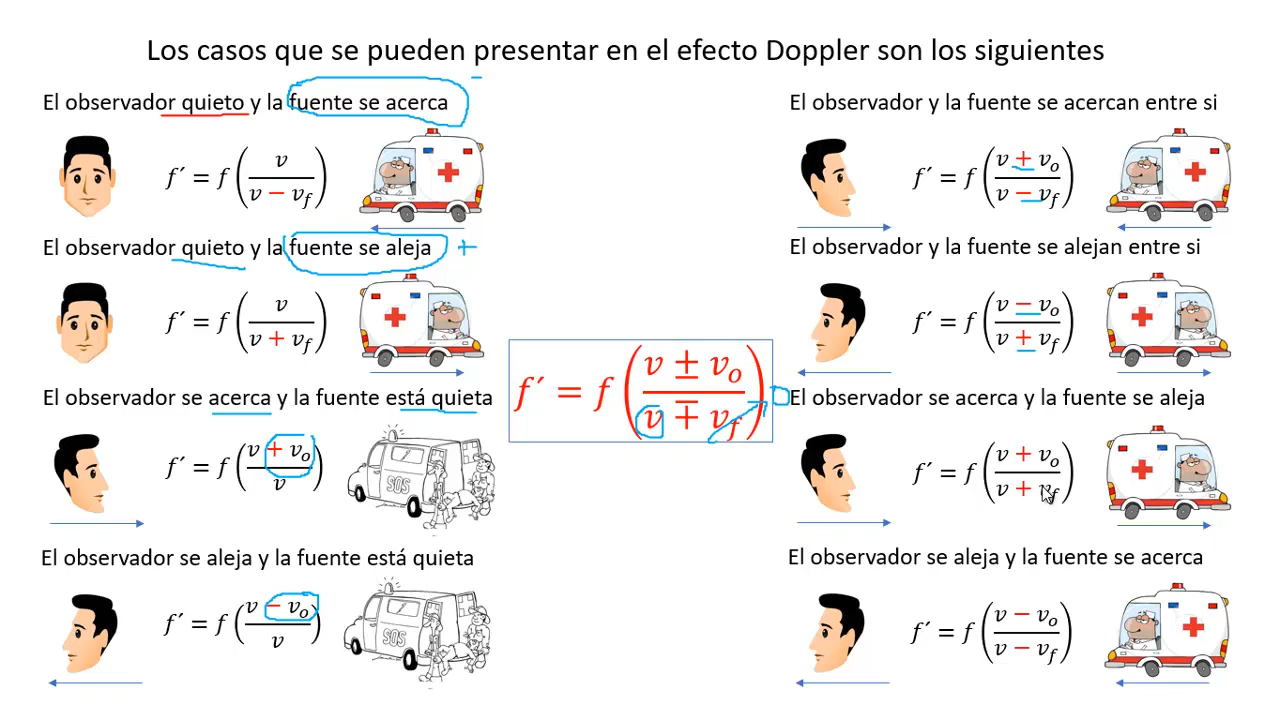 Los casos que se pueden presentar en el efecto Doppler son los siguientes
El observador quieto y la fuente se acerca
f´ = f (v / (v − v_f))
El observador quieto y la fuente se aleja
f´ = f (v / (v + v_f))
El observador se acerca y la fuente está quieta
f´ = f ((v + v_o) / v)
SOS
El observador se aleja y la fuente está quieta
f´ = f ((v − v_o) / v)
SOS
f´ = f ((v ± v_o) / (v ∓ v_f))
El observador y la fuente se acercan entre si
f´ = f ((v + v_o) / (v − v_f))
El observador y la fuente se alejan entre si
f´ = f ((v − v_o) / (v + v_f))
El observador se acerca y la fuente se aleja
f´ = f ((v + v_o) / (v + v_f))
El observador se aleja y la fuente se acerca
f´ = f ((v − v_o) / (v − v_f))